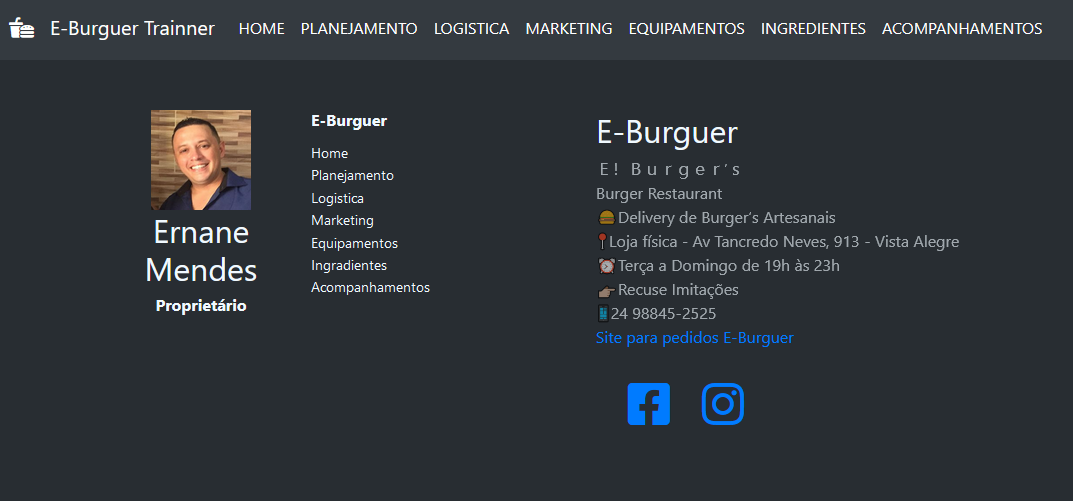 E-Burguer Trainner HOME PLANEJAMENTO LOGISTICA MARKETING EQUIPAMENTOS INGREDIENTES ACOMPANHAMENTOS
Ernane
Mendes
Proprietário
E-Burguer
Home
Planejamento
Logistica
Marketing
Equipamentos
Ingradientes
Acompanhamentos
E-Burguer
E! Burger's
Burger Restaurant
🍔Delivery de Burger's Artesanais
📍Loja física - Av Tancredo Neves, 913 - Vista Alegre
⏰Terça a Domingo de 19h às 23h
👉Recuse Imitações
📱24 98845-2525
Site para pedidos E-Burguer